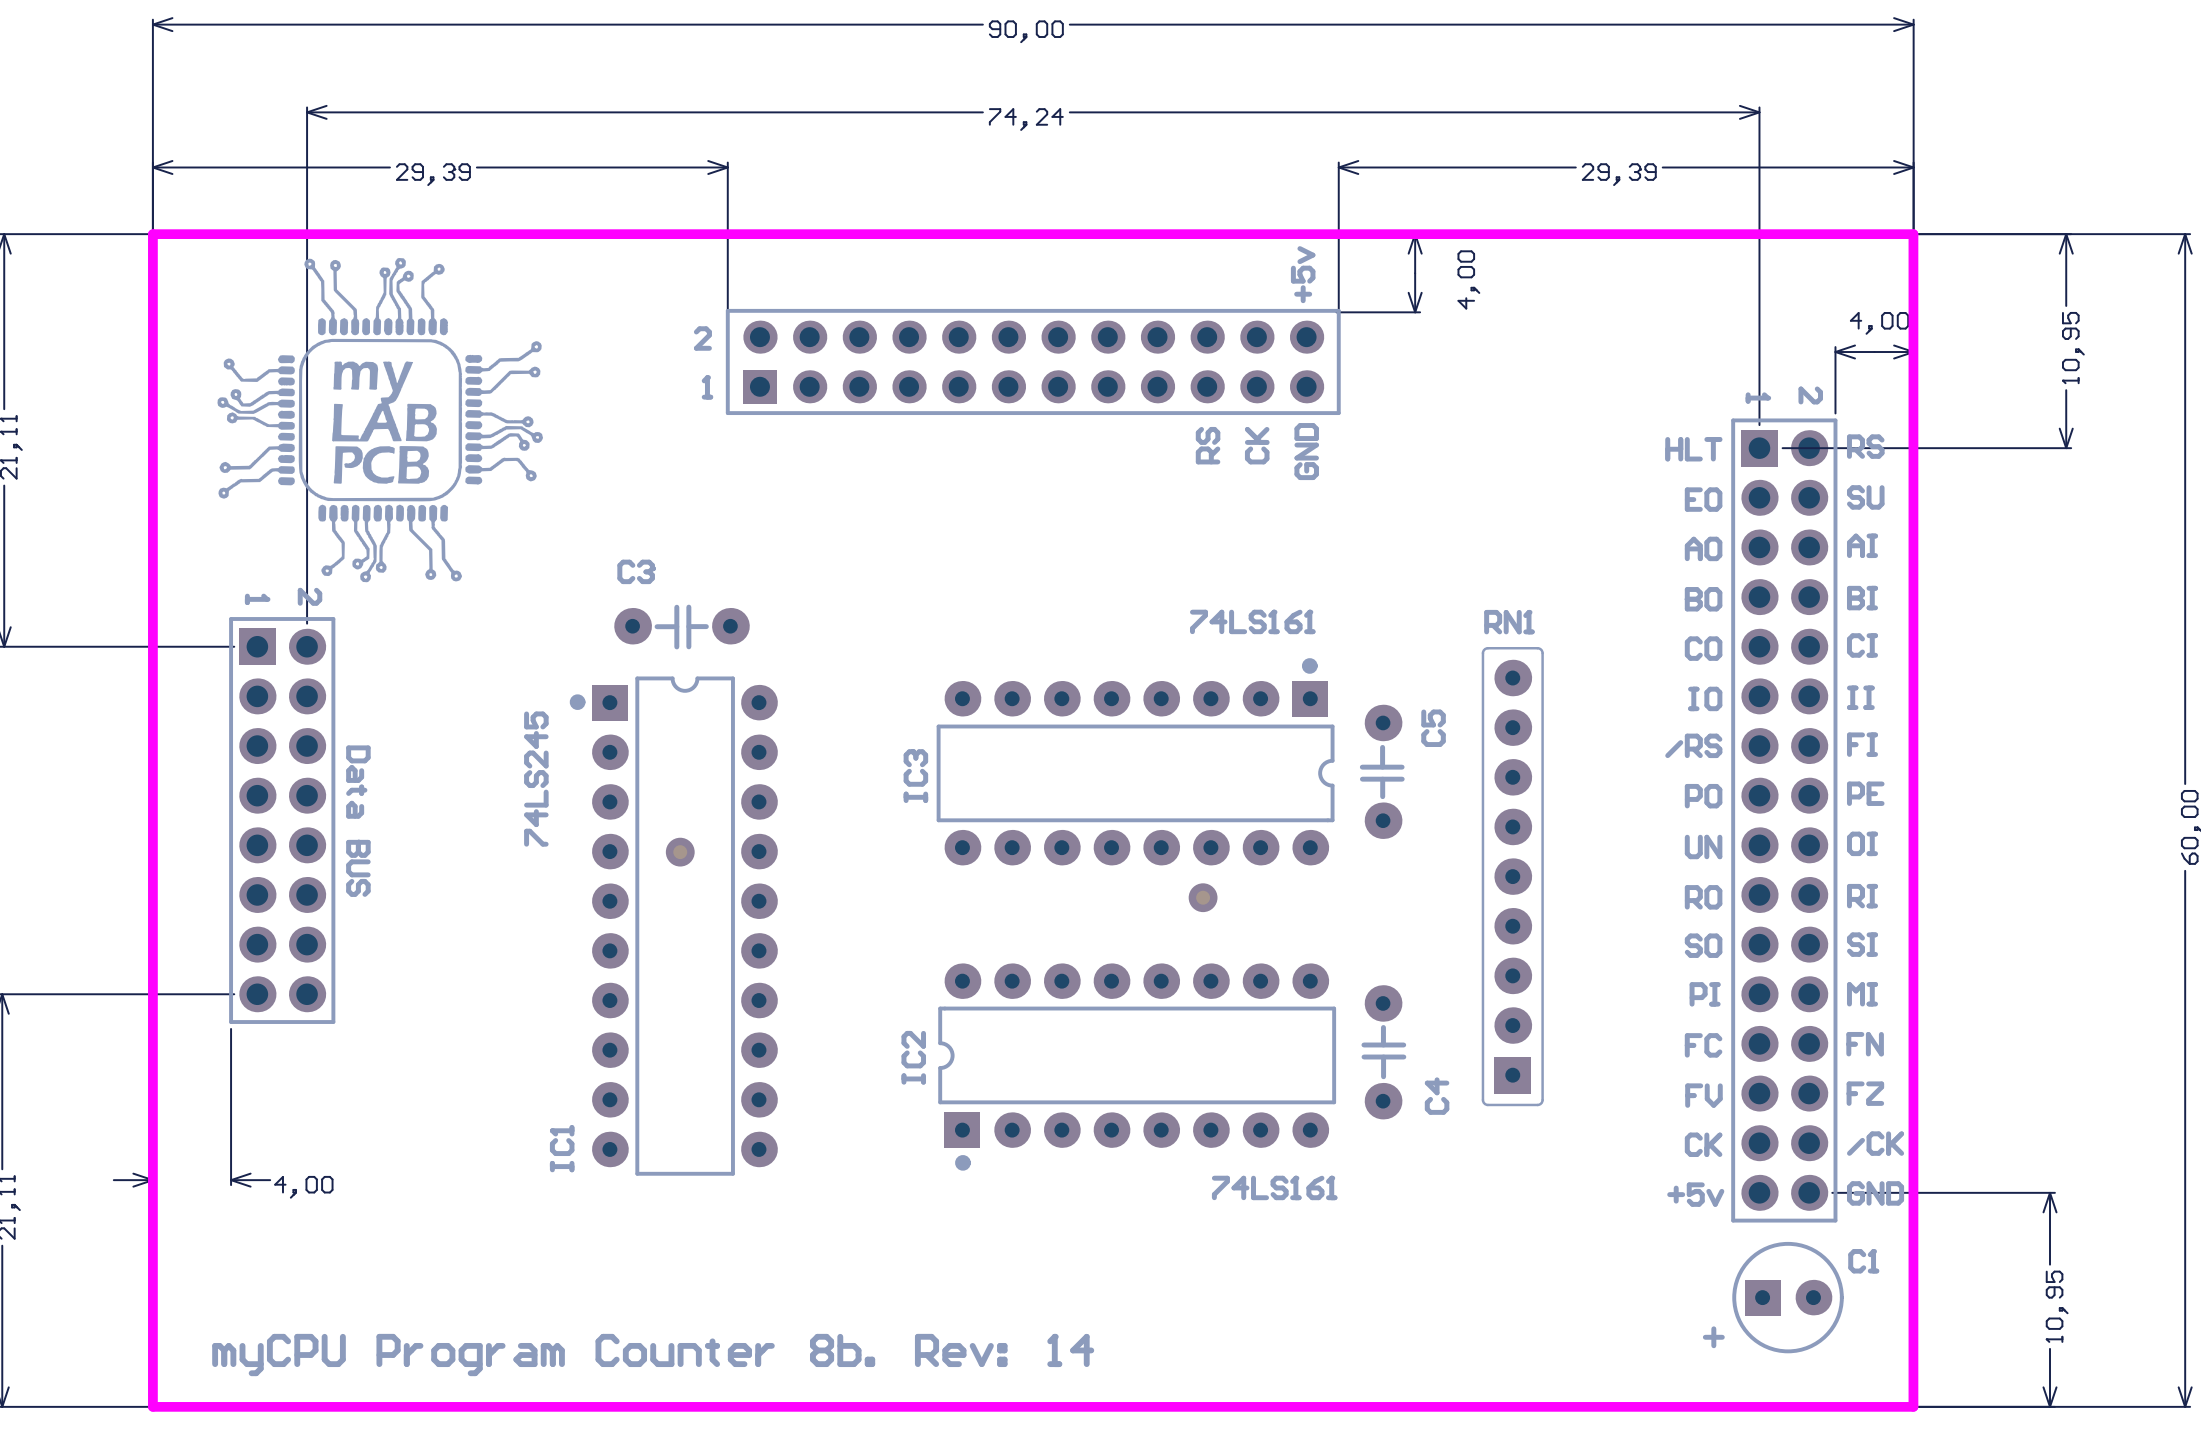 90,00
74,24
29,39
29,39
+5v
4,00
10,95
4,00
21,11
my
LAB
PCB
2
1
RS
CK
GND
1
2
HLT
RS
EO
SU
AO
AI
BO
BI
CO
CI
IO
II
/RS
FI
PO
PE
UN
OI
RO
RI
SO
SI
PI
MI
FC
FN
FV
FZ
CK
/CK
+5v
GND
C3
1
2
Data BUS
74LS245
IC1
74LS161
IC3
C5
RN1
IC2
C4
74LS161
60,00
4,00
21,11
10,95
C1
+
myCPU Program Counter 8b. Rev: 14